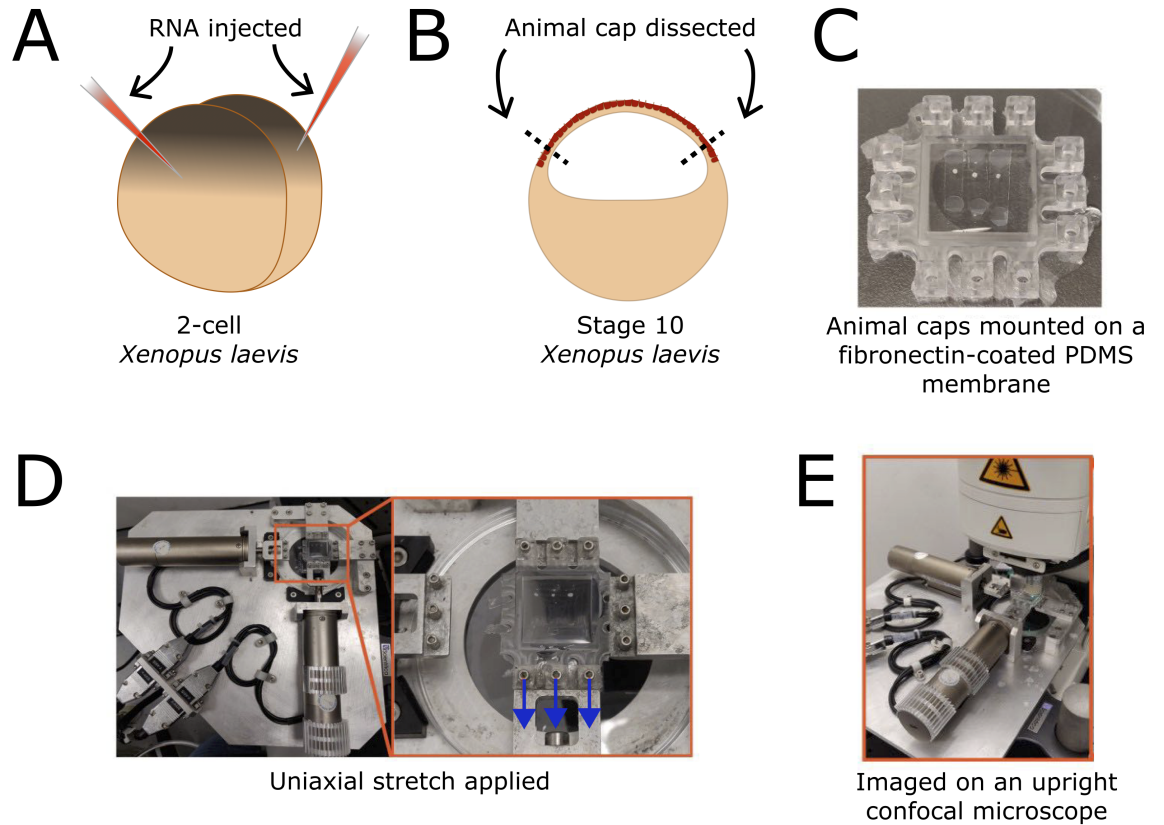 A
RNA injected
2-cell
Xenopus laevis
B
Animal cap dissected
Stage 10
Xenopus laevis
C
Animal caps mounted on a
fibronectin-coated PDMS
membrane
D
Uniaxial stretch applied
E
Imaged on an upright
confocal microscope